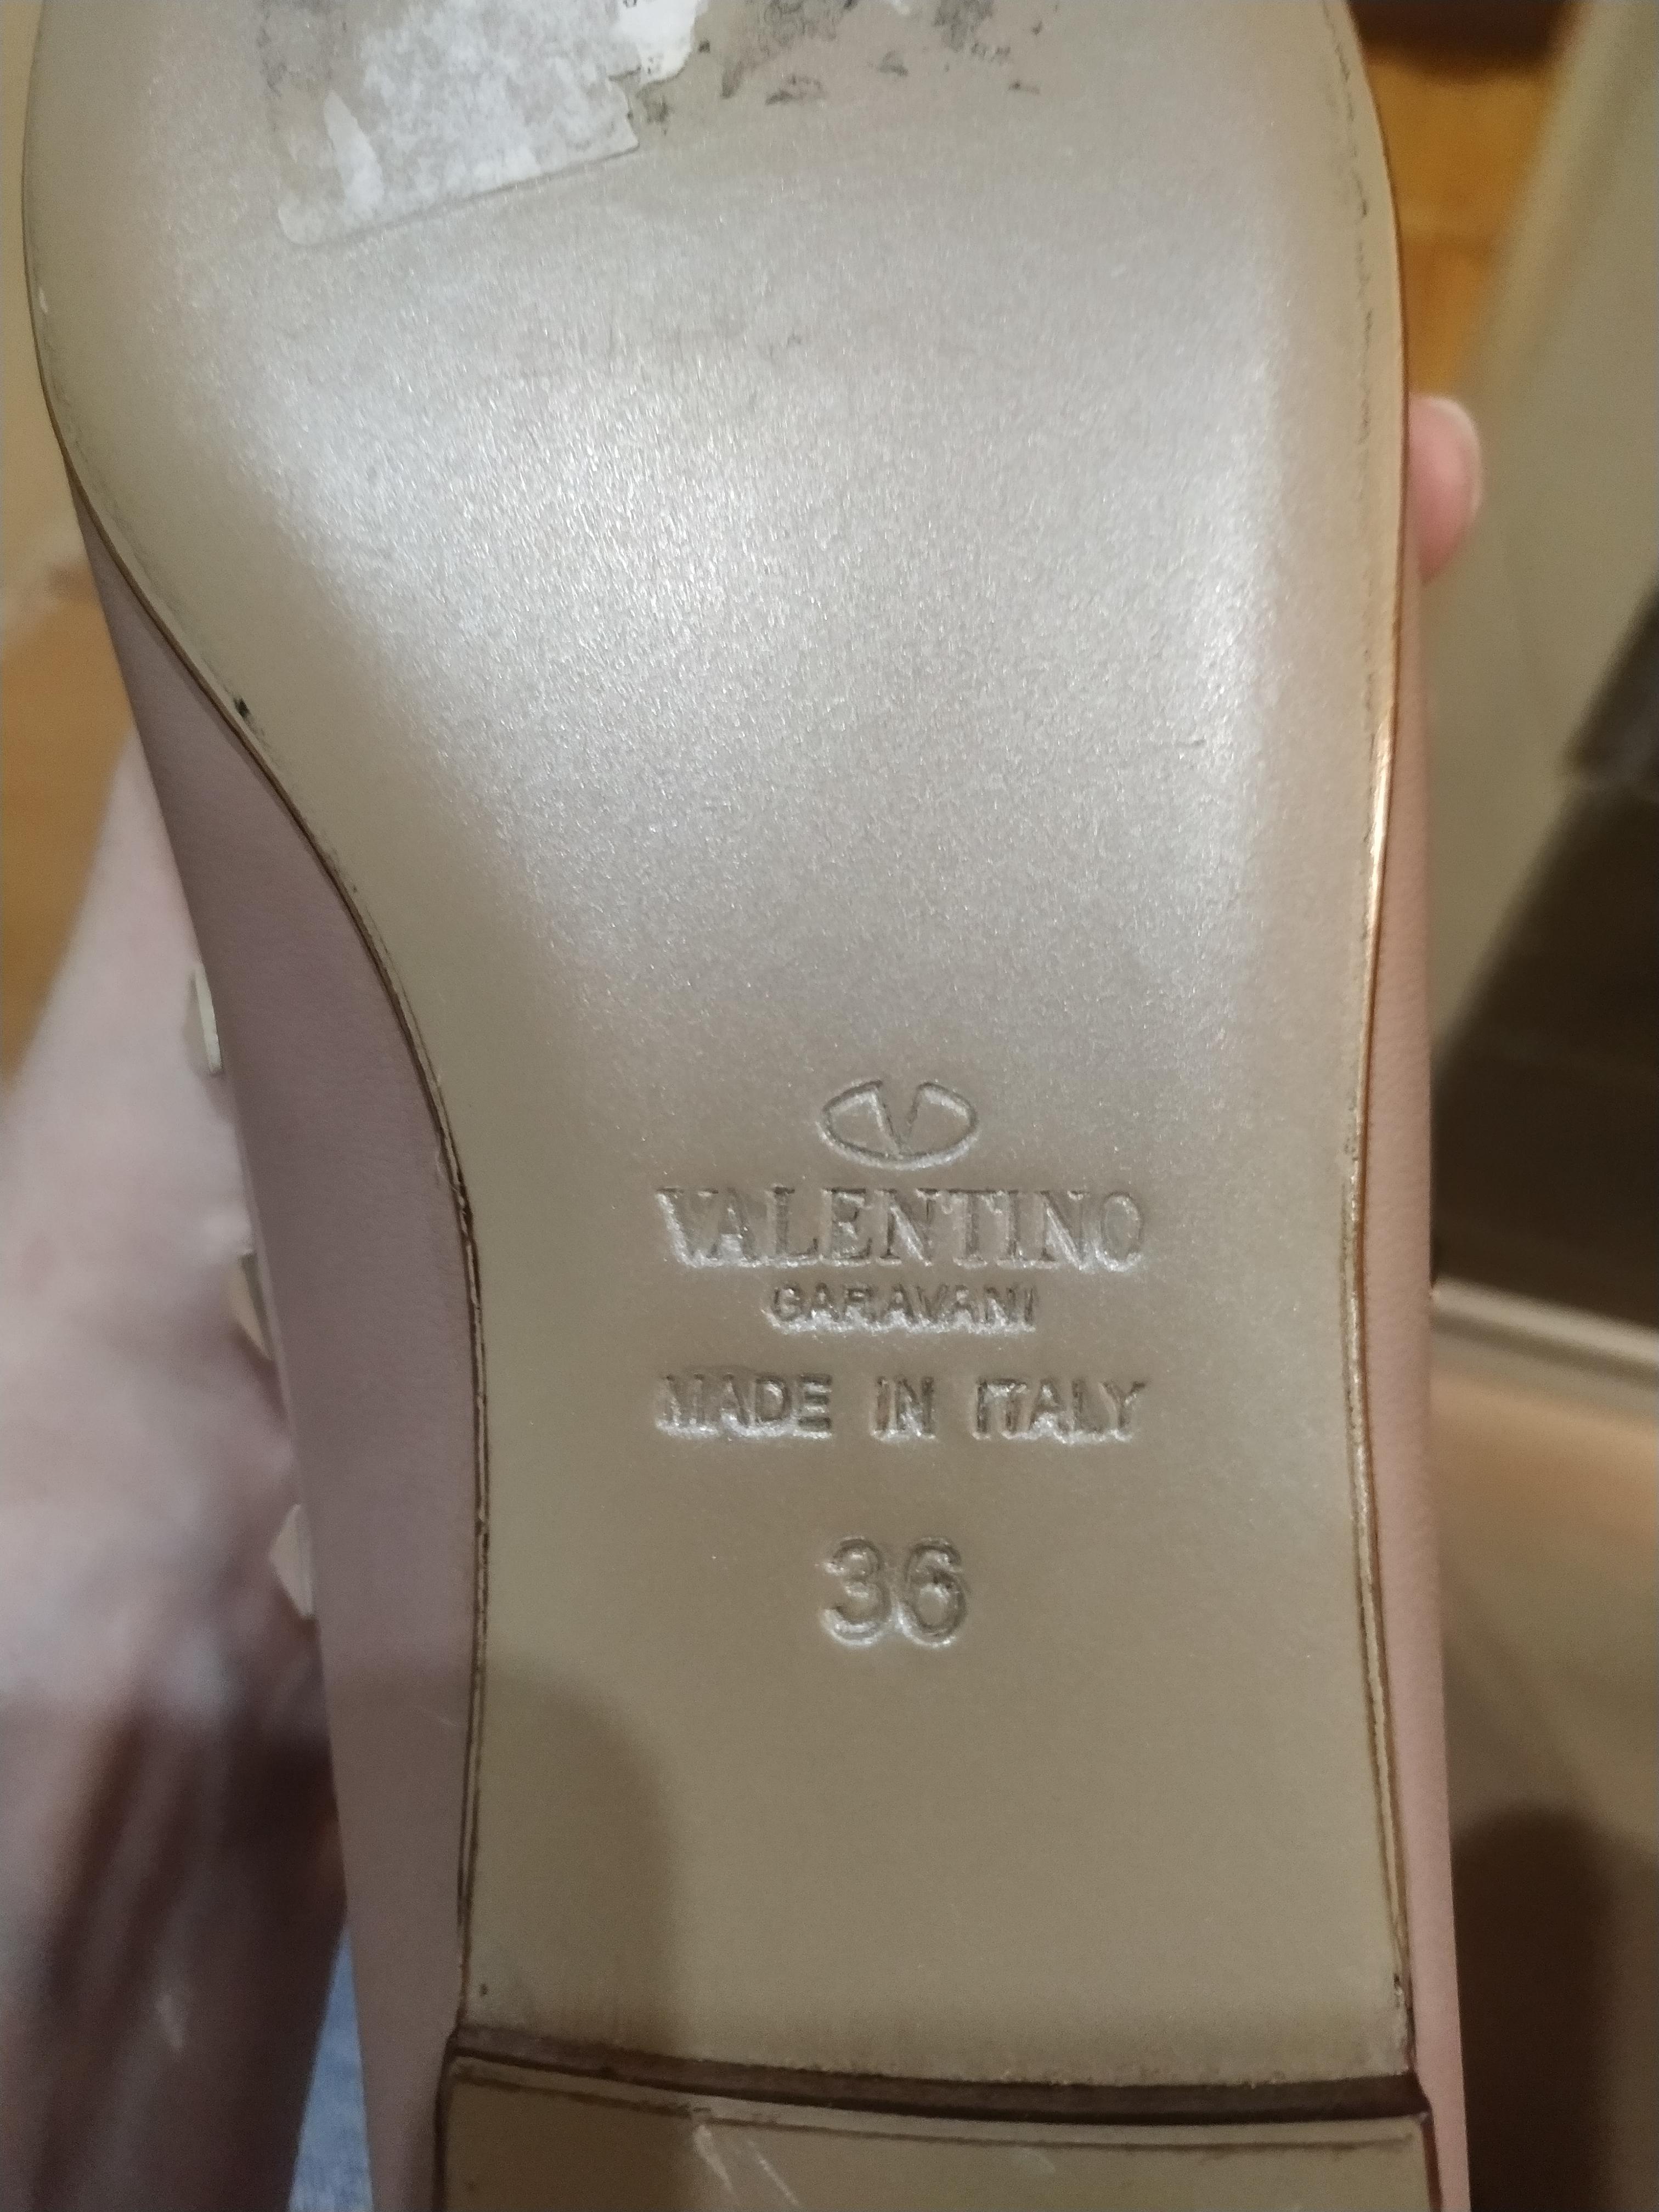 VALENTINO
GARAVANI
MADE IN ITALY
36